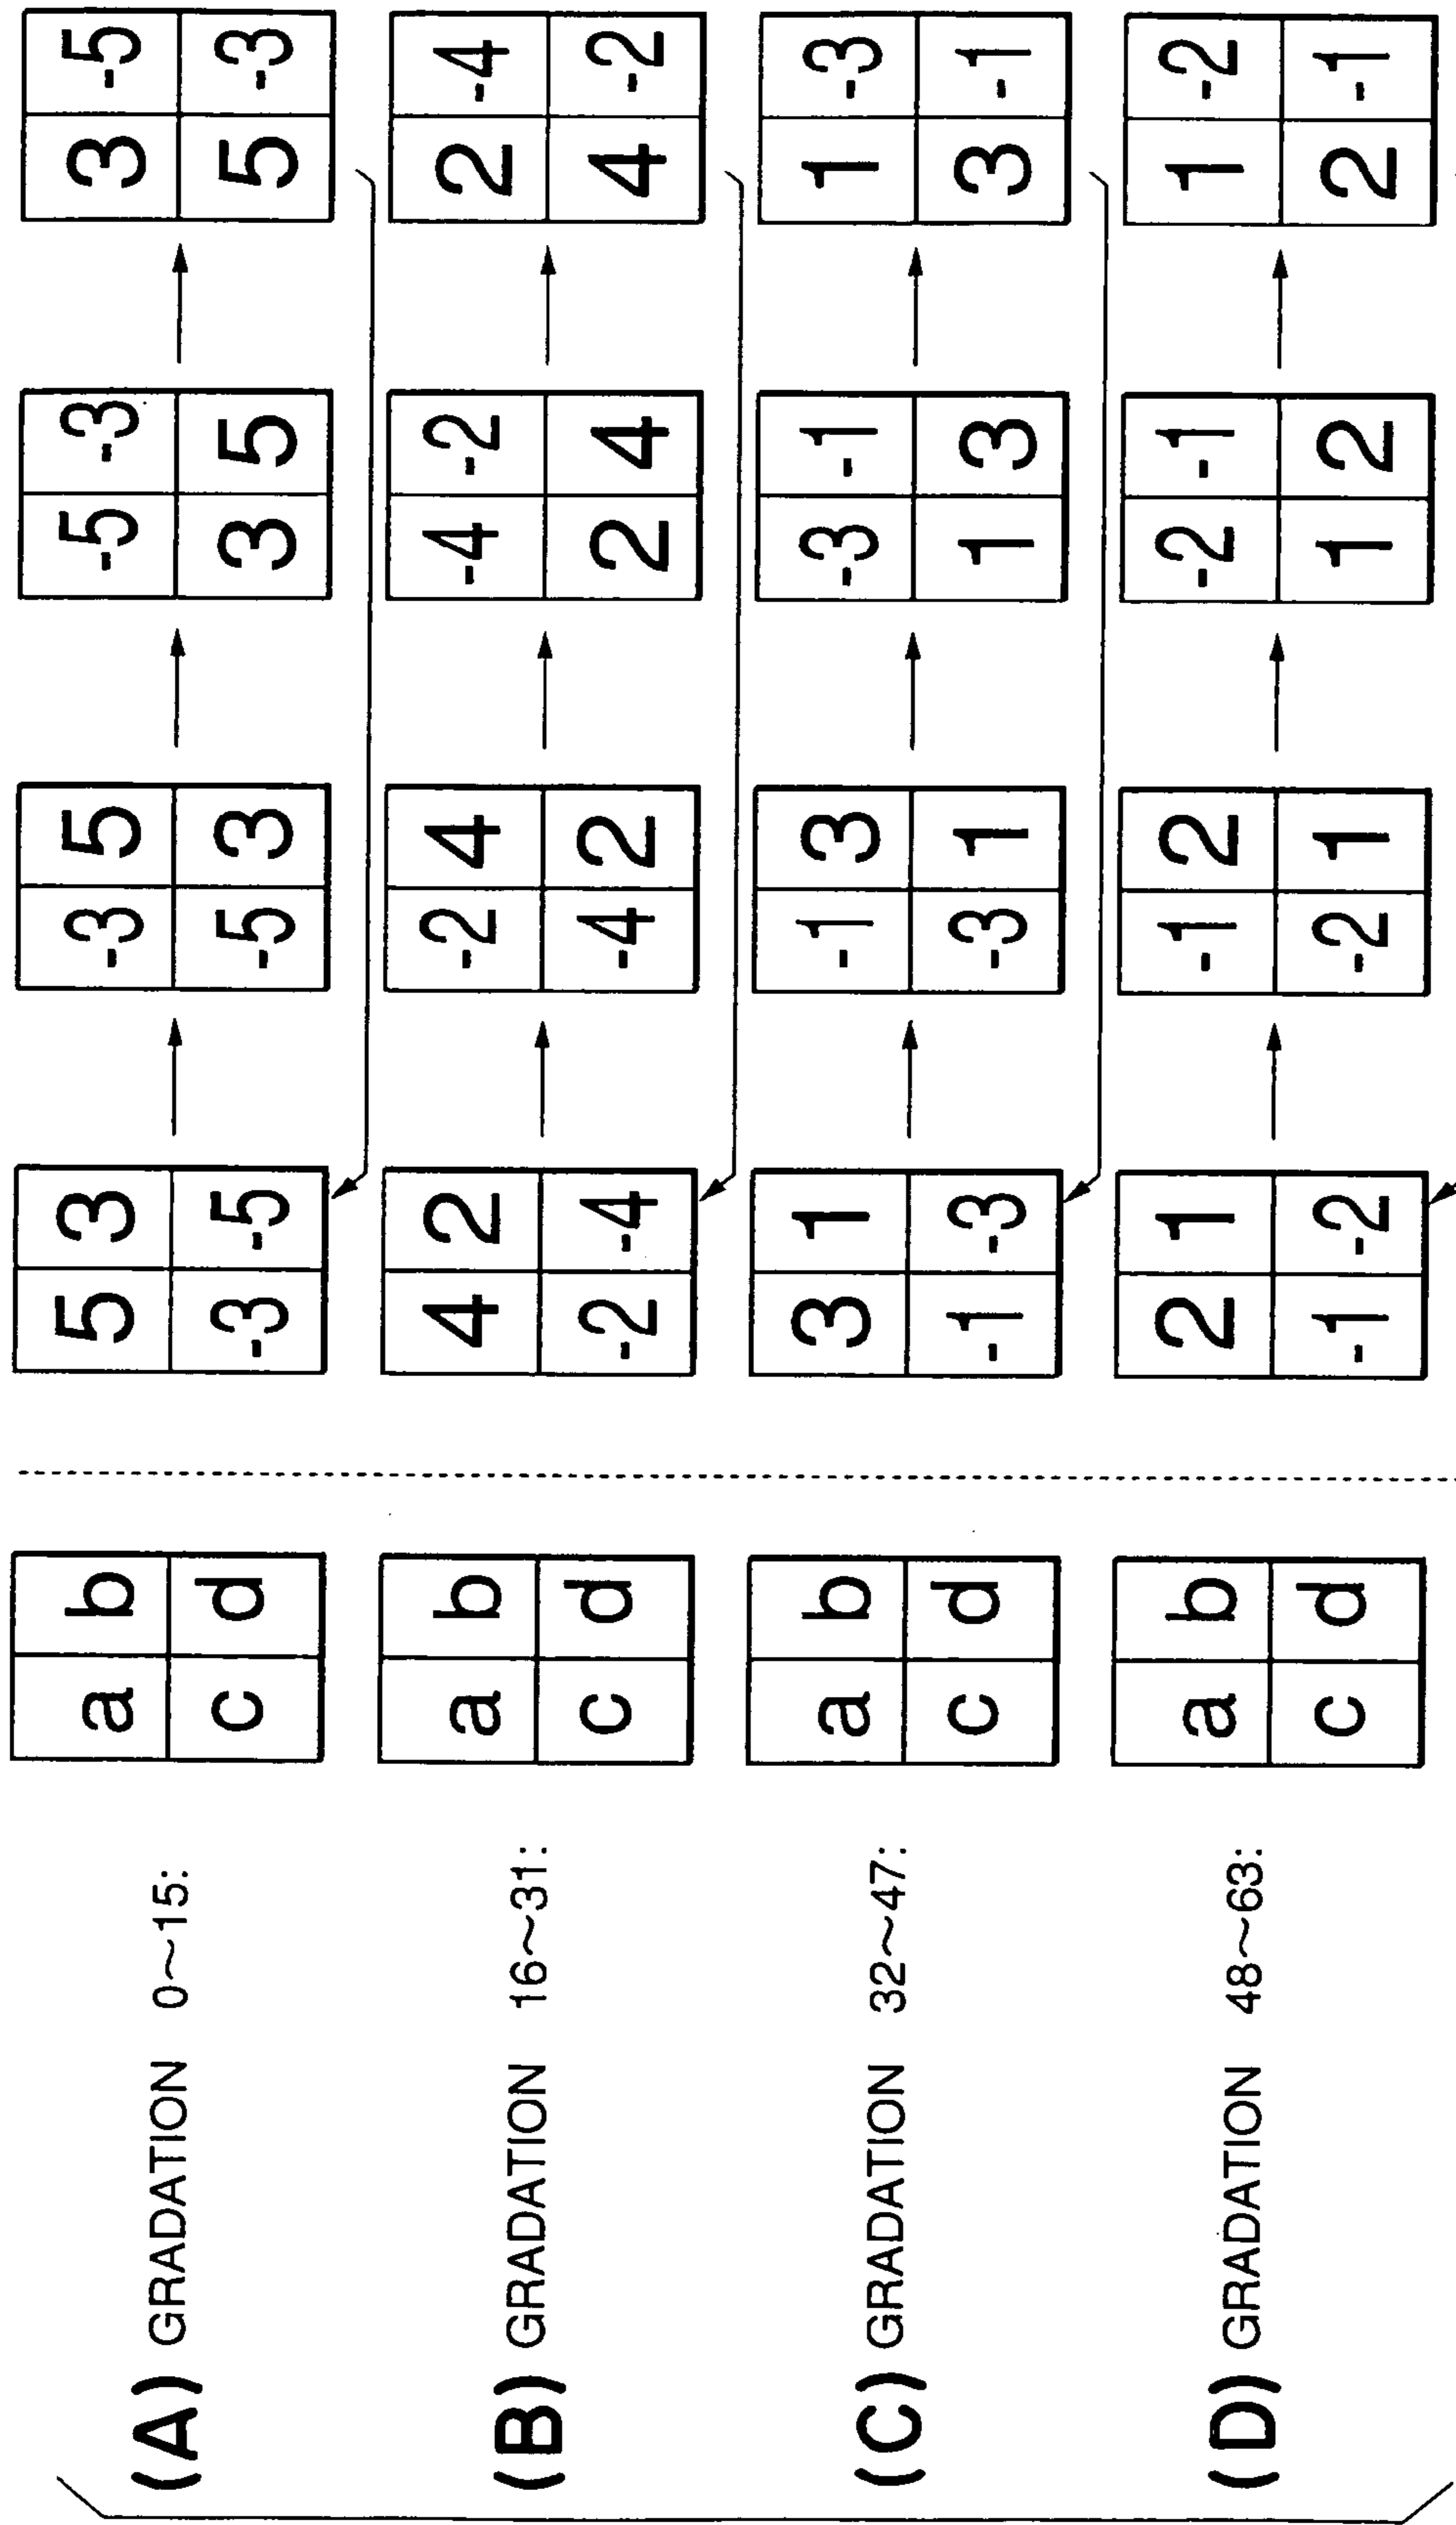 a b 5 3 -3 5 -5 -3 3 -5
(A) GRADATION 0~15:
c d -3 -5 -5 3 3 5 5 -3
a b 4 2 -2 4 -4 -2 2 -4
(B) GRADATION 16~31:
c d -2 -4 -4 2 2 4 4 -2
a b 3 1 -1 3 -3 -1 1 -3
(C) GRADATION 32~47:
c d -1 -3 -3 1 1 3 3 -1
a b 2 1 -1 2 -2 -1 1 -2
(D) GRADATION 48~63:
c d -1 -2 -2 1 1 2 2 -1